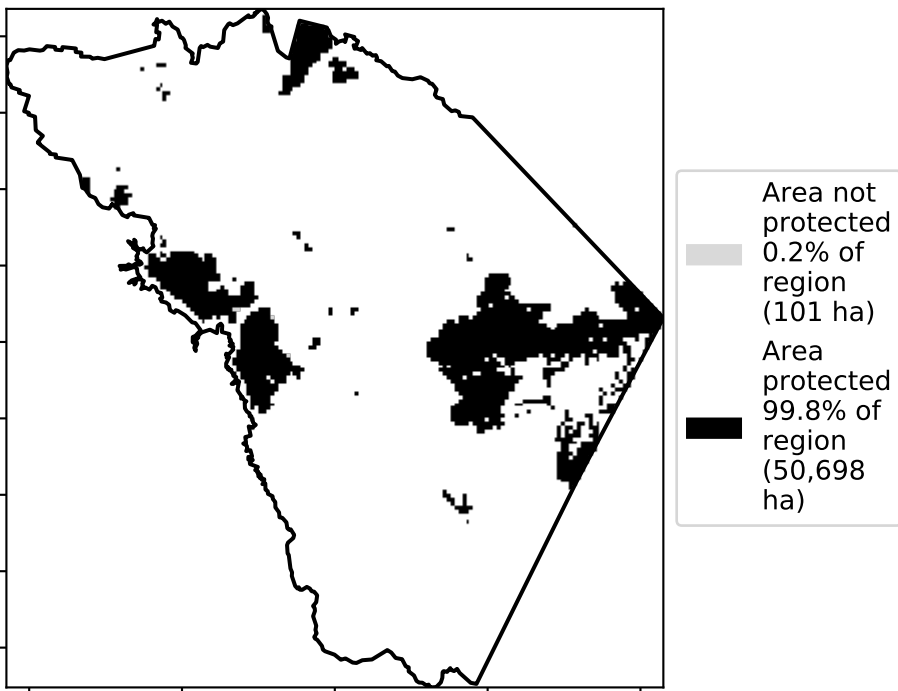 Area not
protected
0.2% of
region
(101 ha)
Area
protected
99.8% of
region
(50,698
ha)